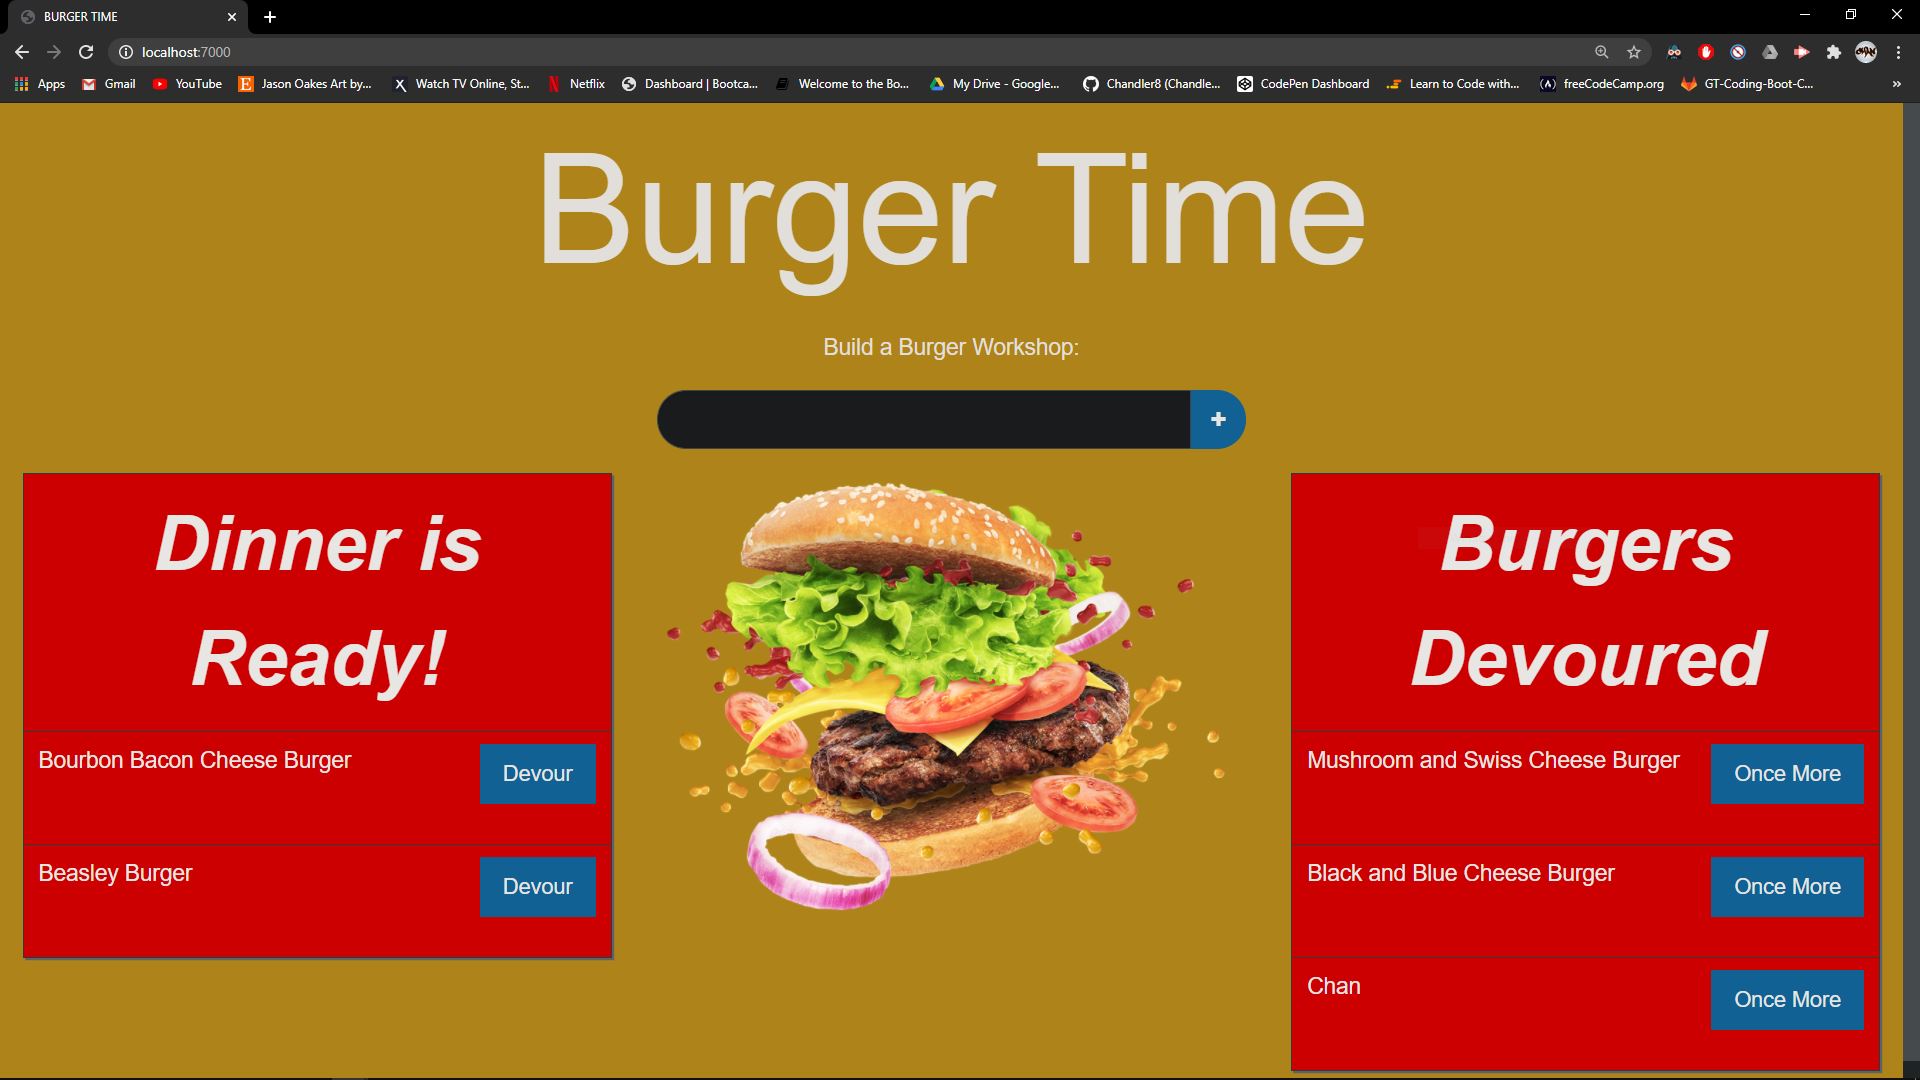 BURGER TIME
localhost:7000
Apps
Gmail
YouTube
Jason Oakes Art by...
Watch TV Online, St...
Netflix
Dashboard | Bootca...
Welcome to the Bo...
My Drive - Google...
Chandler8 (Chandle...
CodePen Dashboard
Learn to Code with...
freeCodeCamp.org
GT-Coding-Boot-C...
»
Burger Time
Build a Burger Workshop:
+
Dinner is
Ready!
Bourbon Bacon Cheese Burger
Devour
Beasley Burger
Devour
Burgers
Devoured
Mushroom and Swiss Cheese Burger
Once More
Black and Blue Cheese Burger
Once More
Chan
Once More